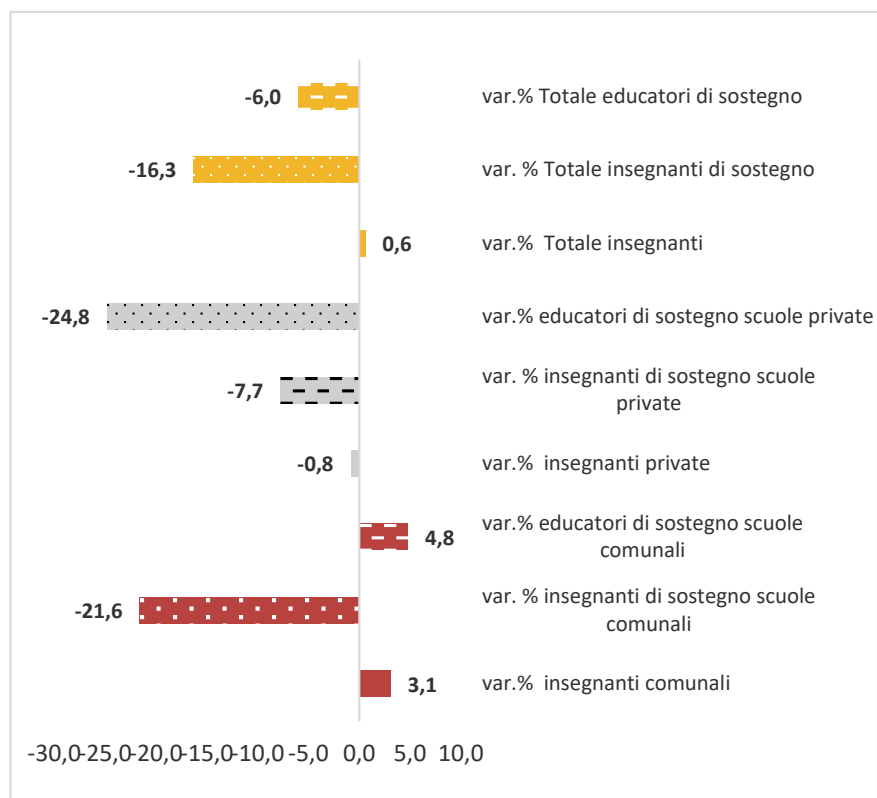 -6,0 var.% Totale educatori di sostegno
-16,3 var. % Totale insegnanti di sostegno
0,6 var.% Totale insegnanti
-24,8 var.% educatori di sostegno scuole private
-7,7 var. % insegnanti di sostegno scuole
private
-0,8 var.% insegnanti private
4,8 var.% educatori di sostegno scuole
comunali
-21,6 var. % insegnanti di sostegno scuole
comunali
3,1 var.% insegnanti comunali
-30,0 -25,0 -20,0 -15,0 -10,0 -5,0 0,0 5,0 10,0